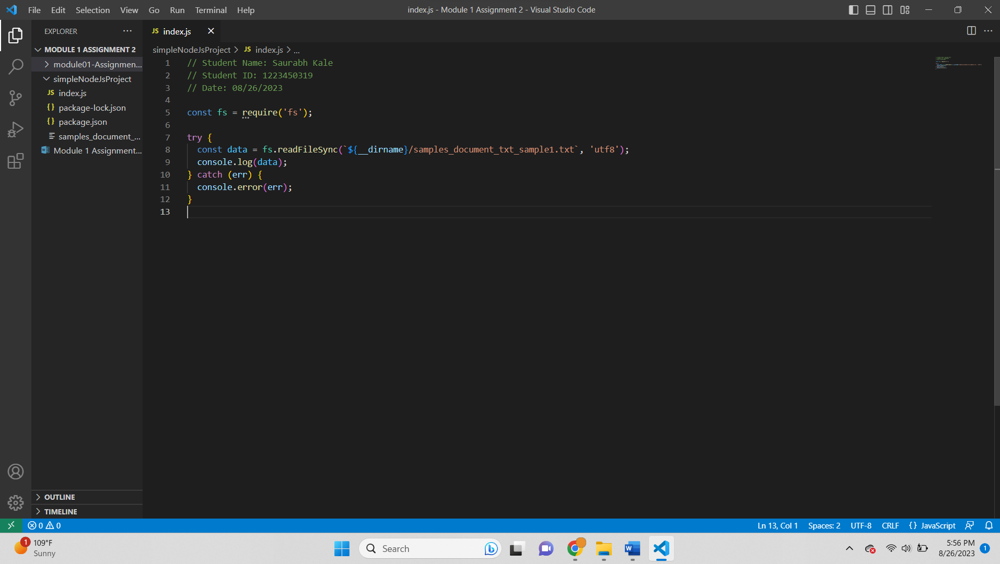 File Edit Selection View Go Run Terminal Help
index.js - Module 1 Assignment 2 - Visual Studio Code
EXPLORER
MODULE 1 ASSIGNMENT 2
module01-Assignmen...
simpleNodeJsProject
JS index.js
{} package-lock.json
{} package.json
samples_document_...
Module 1 Assignment...
OUTLINE
TIMELINE
JS index.js
simpleNodeJsProject > JS index.js > ...
1 // Student Name: Saurabh Kale
2 // Student ID: 1223450319
3 // Date: 08/26/2023
4
5 const fs = require('fs');
6
7 try {
8 const data = fs.readFileSync(`${__dirname}/samples_document_txt_sample1.txt`, 'utf8');
9 console.log(data);
10 } catch (err) {
11 console.error(err);
12 }
13
0 0
Ln 13, Col 1 Spaces: 2 UTF-8 CRLF {} JavaScript
1 109°F
Sunny
Search
5:56 PM
8/26/2023
1